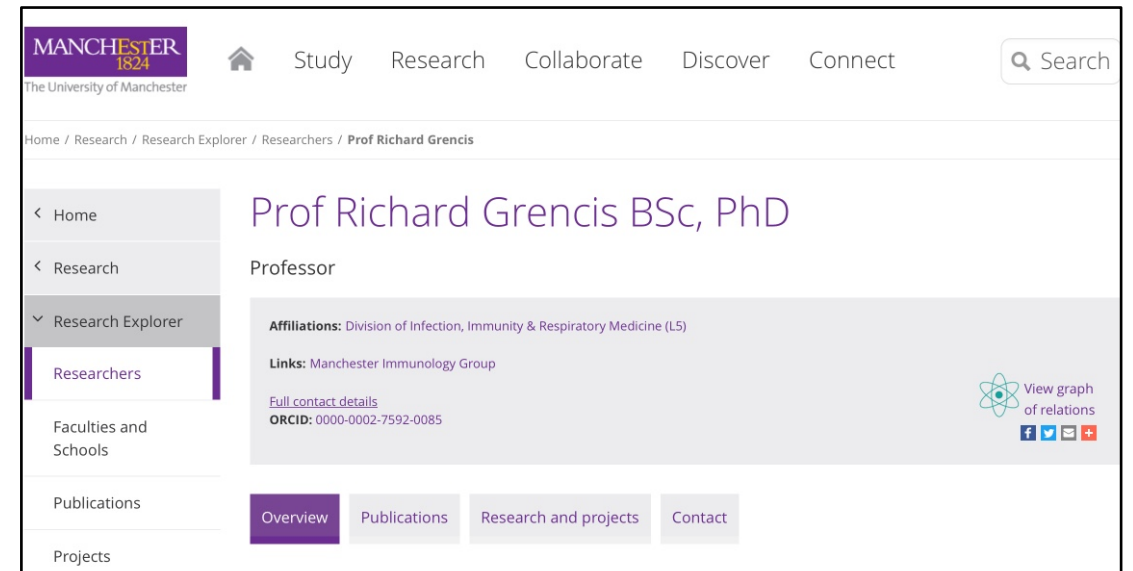 MANCHESTER
1824
The University of Manchester
Study Research Collaborate Discover Connect
Search
Home / Research / Research Explorer / Researchers / Prof Richard Grencis
Home
Research
Research Explorer
Researchers
Faculties and
Schools
Publications
Projects
Prof Richard Grencis BSc, PhD
Professor
Affiliations: Division of Infection, Immunity & Respiratory Medicine (L5)
Links: Manchester Immunology Group
Full contact details
ORCID: 0000-0002-7592-0085
View graph
of relations
Overview Publications Research and projects Contact